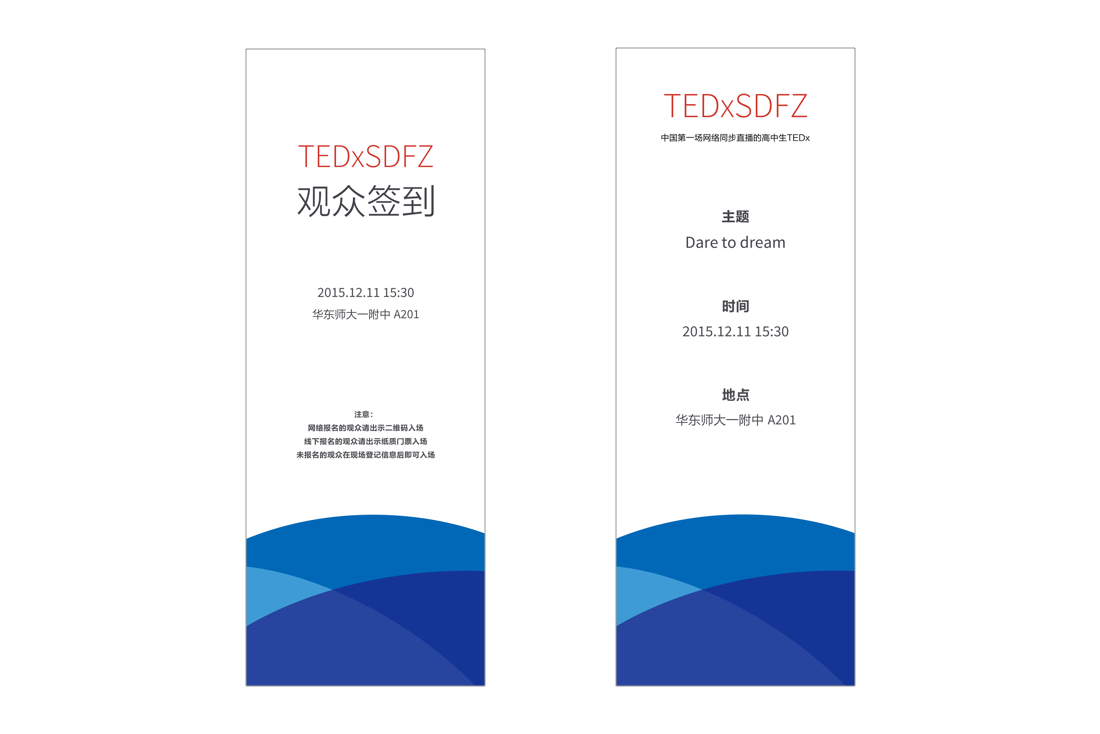 TEDxSDFZ
观众签到
2015.12.11 15:30
华东师大一附中 A201
注意：
网络报名的观众请出示二维码入场
线下报名的观众请出示纸质门票入场
未报名的观众在现场登记信息后即可入场
TEDxSDFZ
中国第一场网络同步直播的高中生TEDx
主题
Dare to dream
时间
2015.12.11 15:30
地点
华东师大一附中 A201